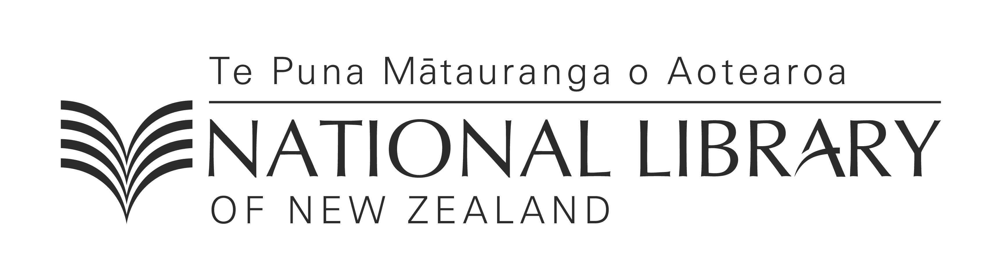 Te Puna Mātauranga o Aotearoa
NATIONAL LIBRARY
OF NEW ZEALAND